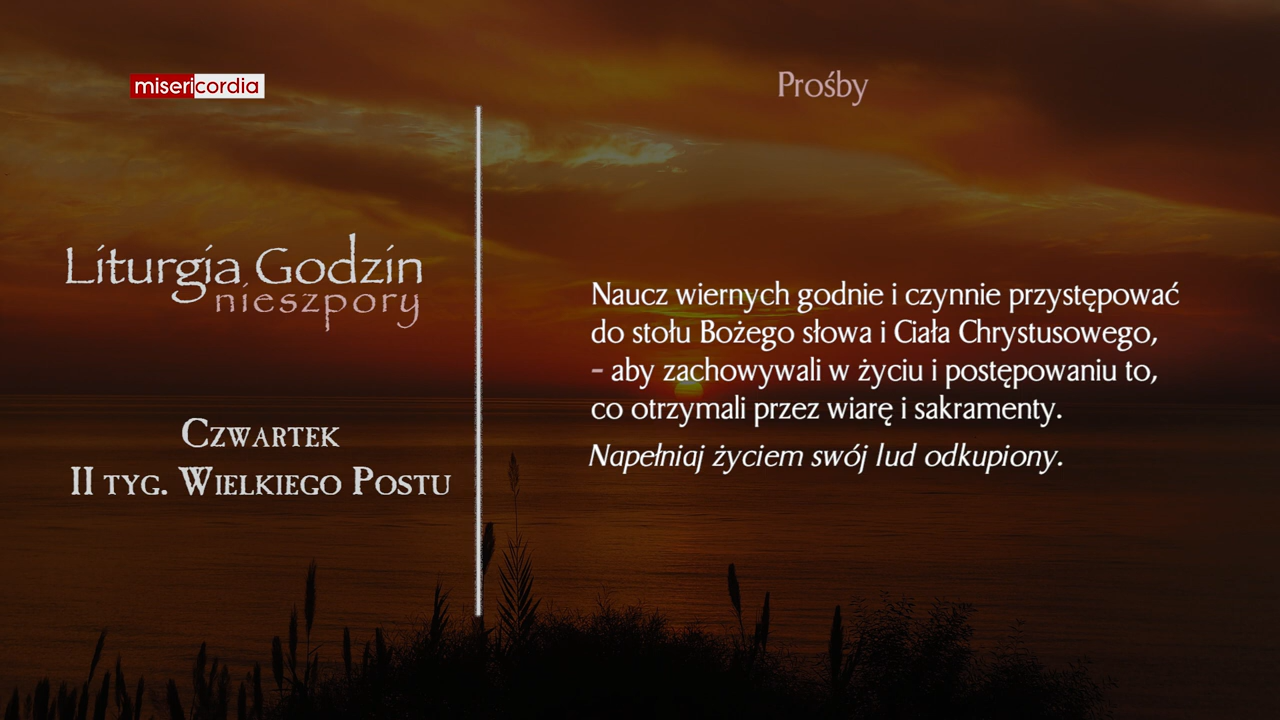 misericordia
Prośby
Liturgia Godzin
nieszpory
Czwartek
II tyg. Wielkiego Postu
Naucz wiernych godnie i czynnie przystępować
do stołu Bożego słowa i Ciała Chrystusowego,
- aby zachowywali w życiu i postępowaniu to,
co otrzymali przez wiarę i sakramenty.
Napełniaj życiem swój lud odkupiony.